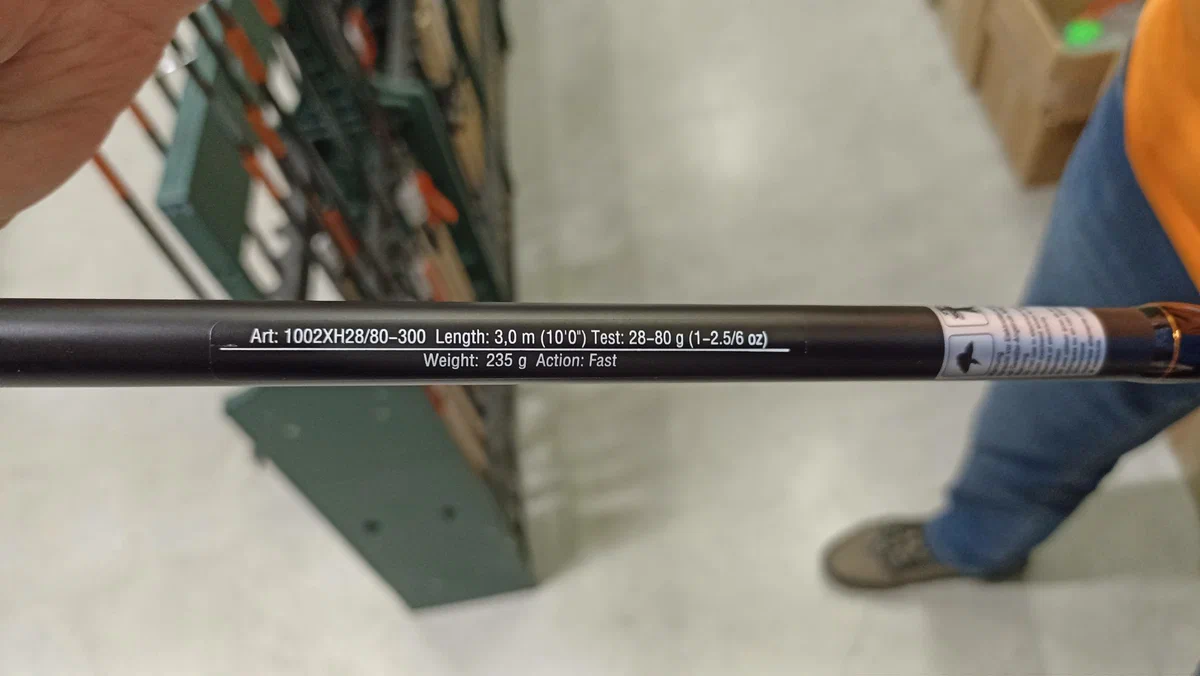 Art: 1002XH28/80-300 Length: 3,0 m (10'0") Test: 28-80 g (1-2.5/6 oz)
Weight: 235 g Action: Fast